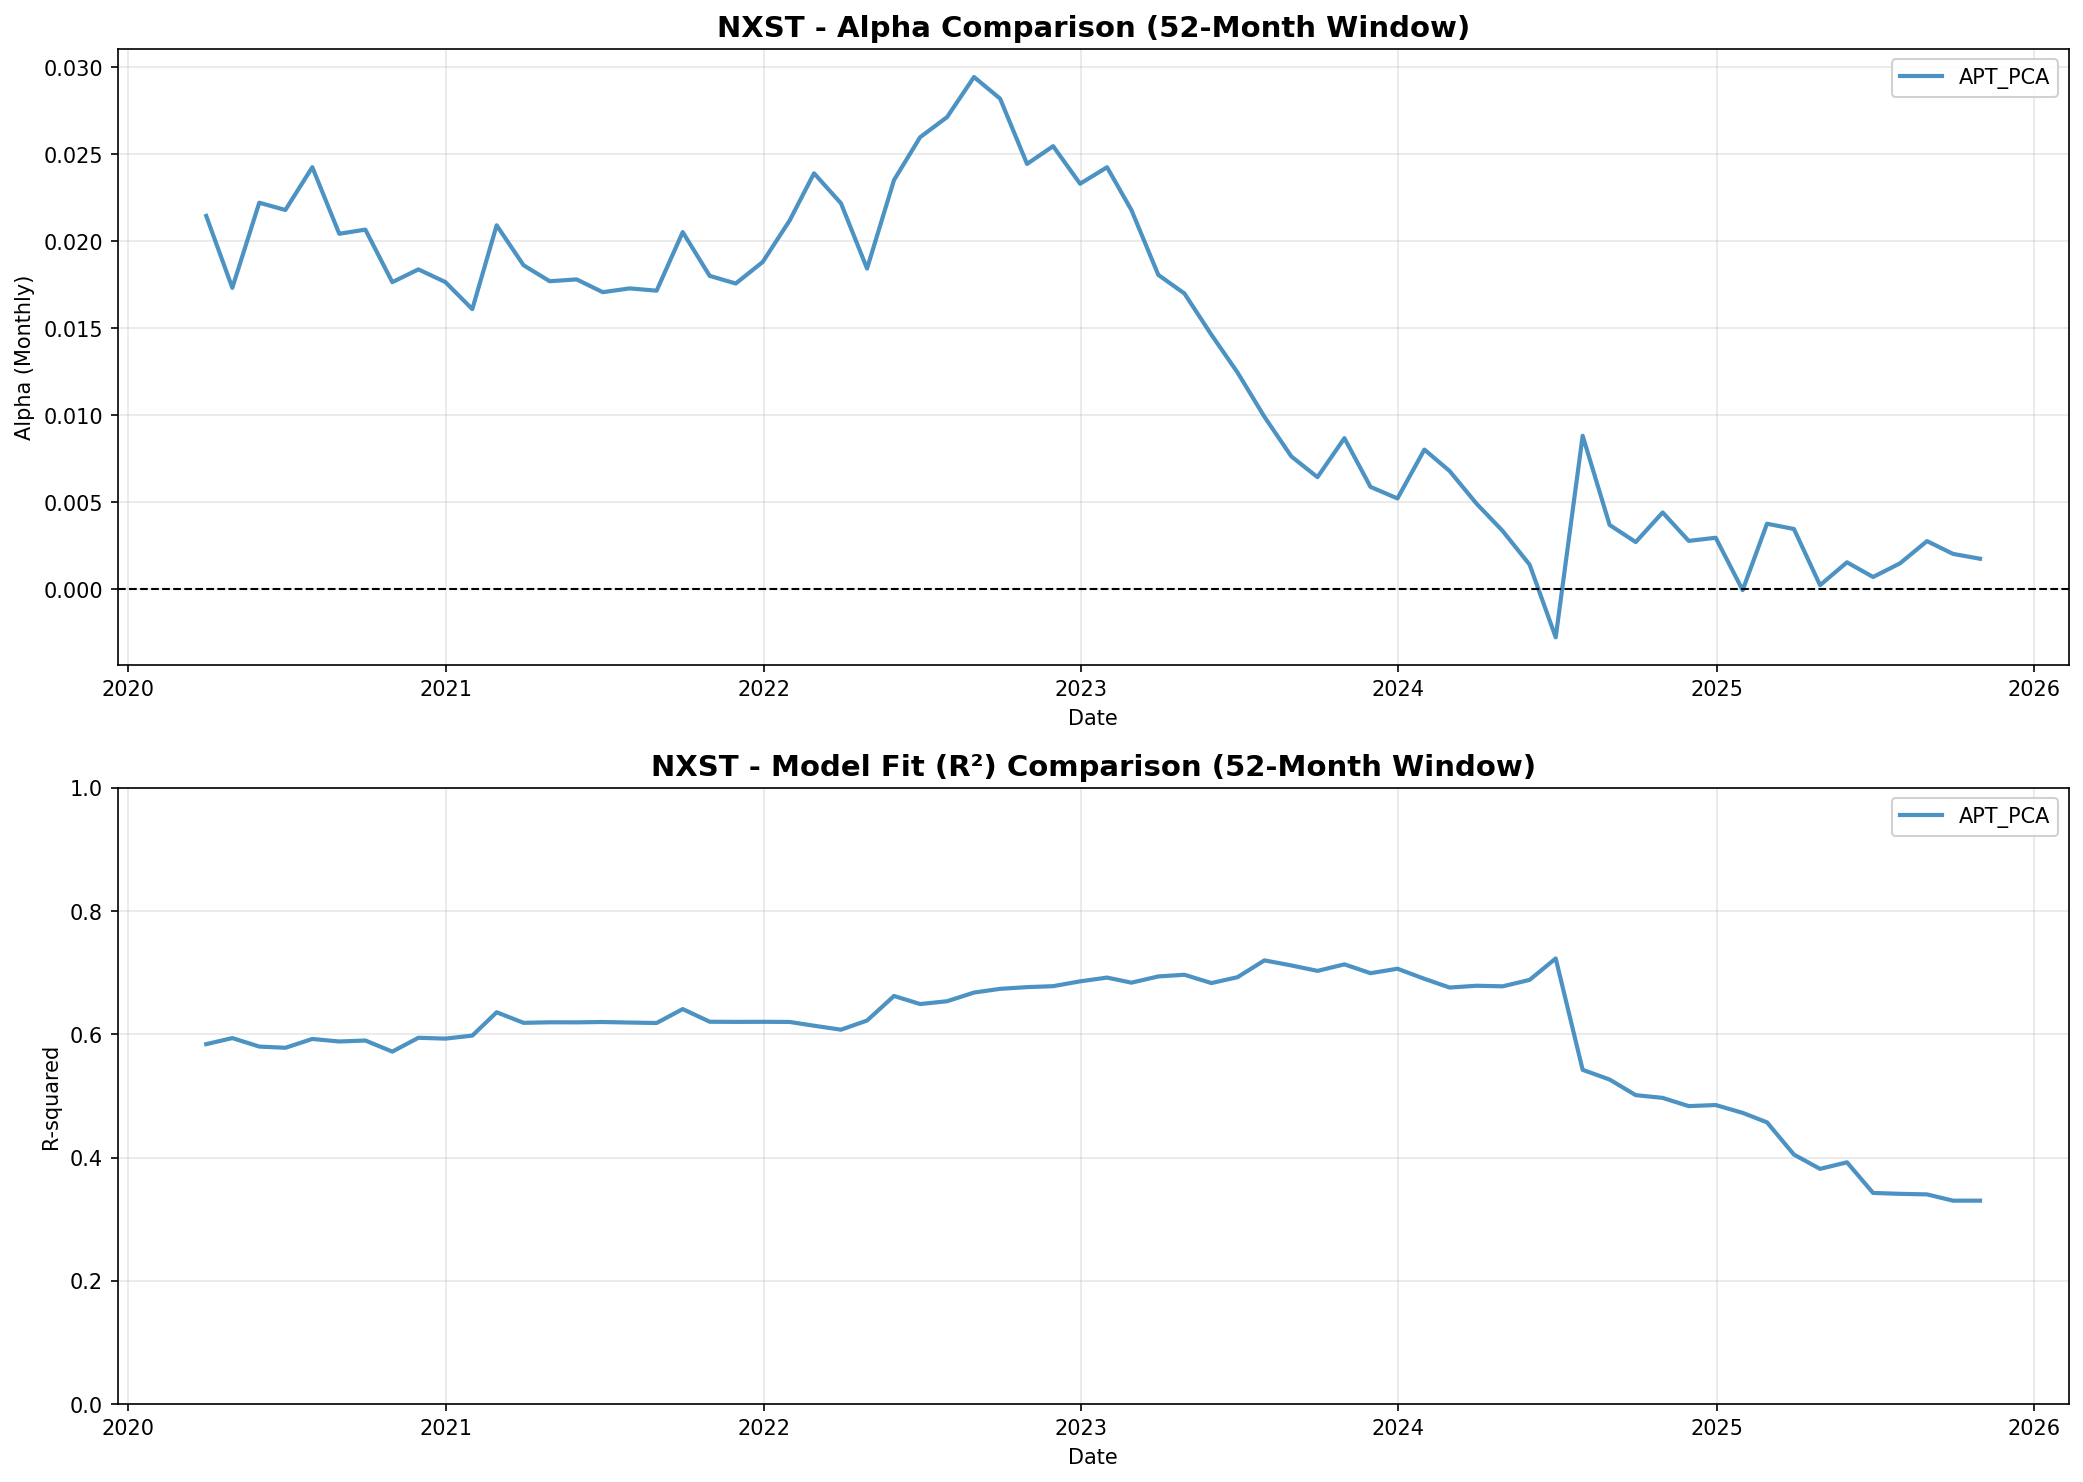 NXST - Alpha Comparison (52-Month Window)
APT_PCA
Alpha (Monthly)
0.030
0.025
0.020
0.015
0.010
0.005
0.000
2020 2021 2022 2023 2024 2025 2026
Date
NXST - Model Fit (R²) Comparison (52-Month Window)
APT_PCA
R-squared
1.0
0.8
0.6
0.4
0.2
0.0
2020 2021 2022 2023 2024 2025 2026
Date